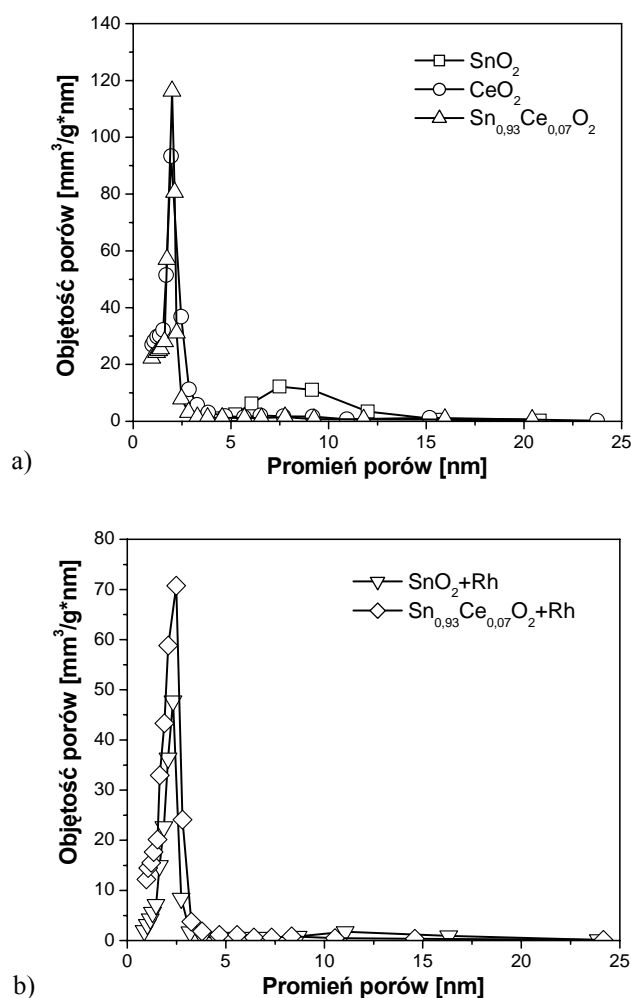 140
120
100
80
60
40
20
0
Objętość porów [mm³/g*nm]
SnO₂
CeO₂
Sn₀,₉₃Ce₀,₀₇O₂
0 5 10 15 20 25
Promień porów [nm]
a)
80
70
60
50
40
30
20
10
0
Objętość porów [mm³/g*nm]
SnO₂+Rh
Sn₀,₉₃Ce₀,₀₇O₂+Rh
0 5 10 15 20 25
Promień porów [nm]
b)